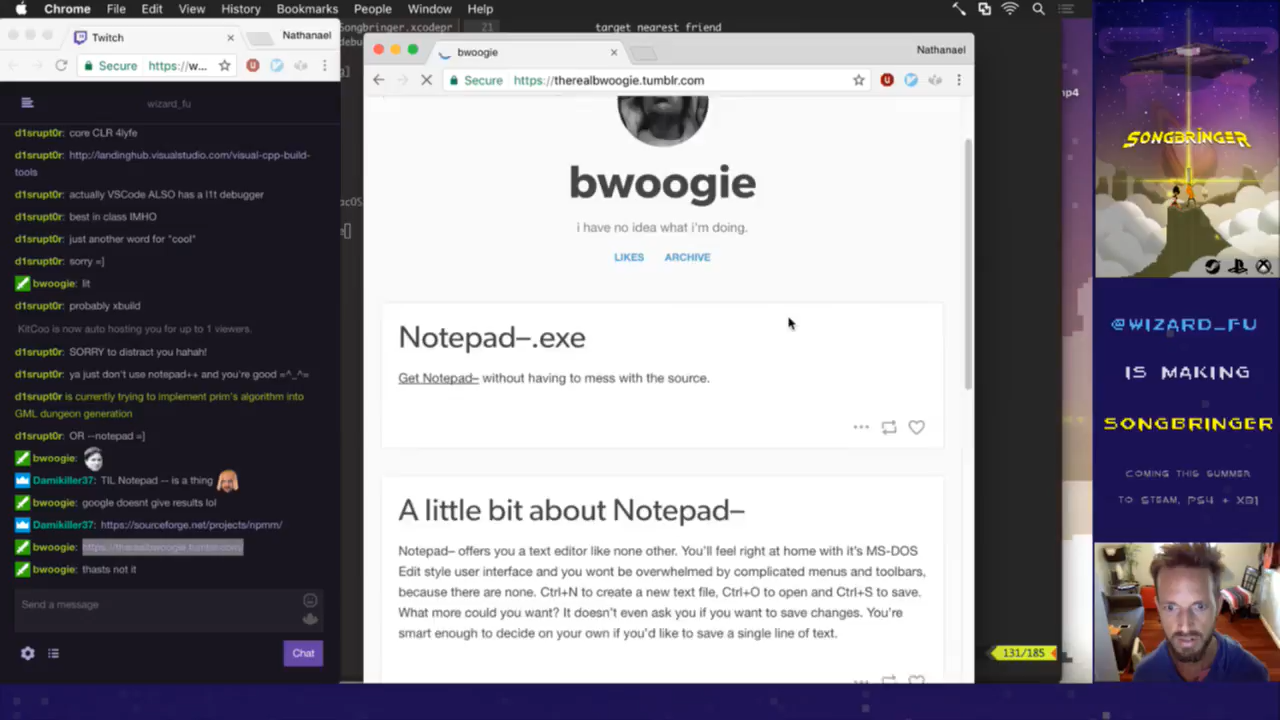 Chrome File Edit View History Bookmarks People Window Help
Songbringer.xcodepr 21 target nearest friend
Twitch Nathanael
Secure https://w...
bwoogie Nathanael
Secure https://therealbwoogie.tumblr.com
wizard_fu
d1srupt0r: core CLR 4lyfe
d1srupt0r: http://landinghub.visualstudio.com/visual-cpp-build-
tools
d1srupt0r: actually VSCode ALSO has a l1t debugger
d1srupt0r: best in class IMHO
d1srupt0r: just another word for "cool"
d1srupt0r: sorry =]
bwoogie: lit
d1srupt0r: probably xbuild
KitCoo is now auto hosting you for up to 1 viewers.
d1srupt0r: SORRY to distract you hahah!
d1srupt0r: ya just don't use notepad++ and you're good =^_^=
d1srupt0r is currently trying to implement prim's algorithm into
GML dungeon generation
d1srupt0r: OR --notepad =]
bwoogie:
Damikiller37: TIL Notepad -- is a thing
bwoogie: google doesnt give results lol
Damikiller37: https://sourceforge.net/projects/npmm/
bwoogie:
bwoogie: thasts not it
Send a message
Chat
bwoogie
i have no idea what i'm doing.
LIKES ARCHIVE
Notepad–.exe
Get Notepad– without having to mess with the source.
A little bit about Notepad–
Notepad– offers you a text editor like none other. You'll feel right at home with it's MS-DOS
Edit style user interface and you wont be overwhelmed by complicated menus and toolbars,
because there are none. Ctrl+N to create a new text file, Ctrl+O to open and Ctrl+S to save.
What more could you want? It doesn't even ask you if you want to save changes. You're
smart enough to decide on your own if you'd like to save a single line of text.
131/185
mp4
SONGBRINGER
@WIZARD_FU
IS MAKING
SONGBRINGER
COMING THIS SUMMER
TO STEAM, PS4 + XB1